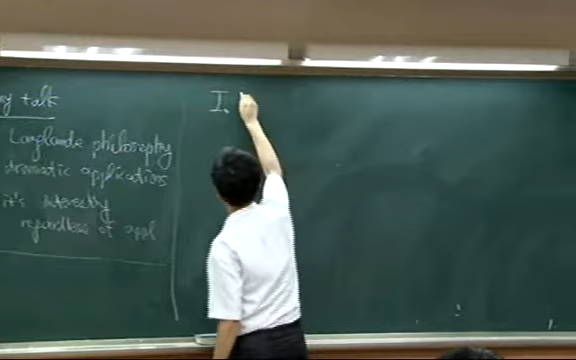 talk
Langlands philosophy
dramatic applications
it's interesting
regardless of appl
I.